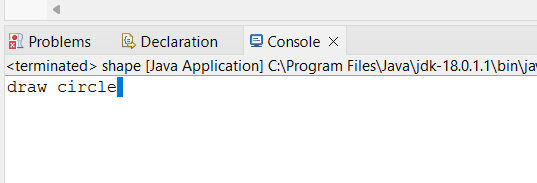 Problems Declaration Console
<terminated> shape [Java Application] C:\Program Files\Java\jdk-18.0.1.1\bin\jav
draw circle